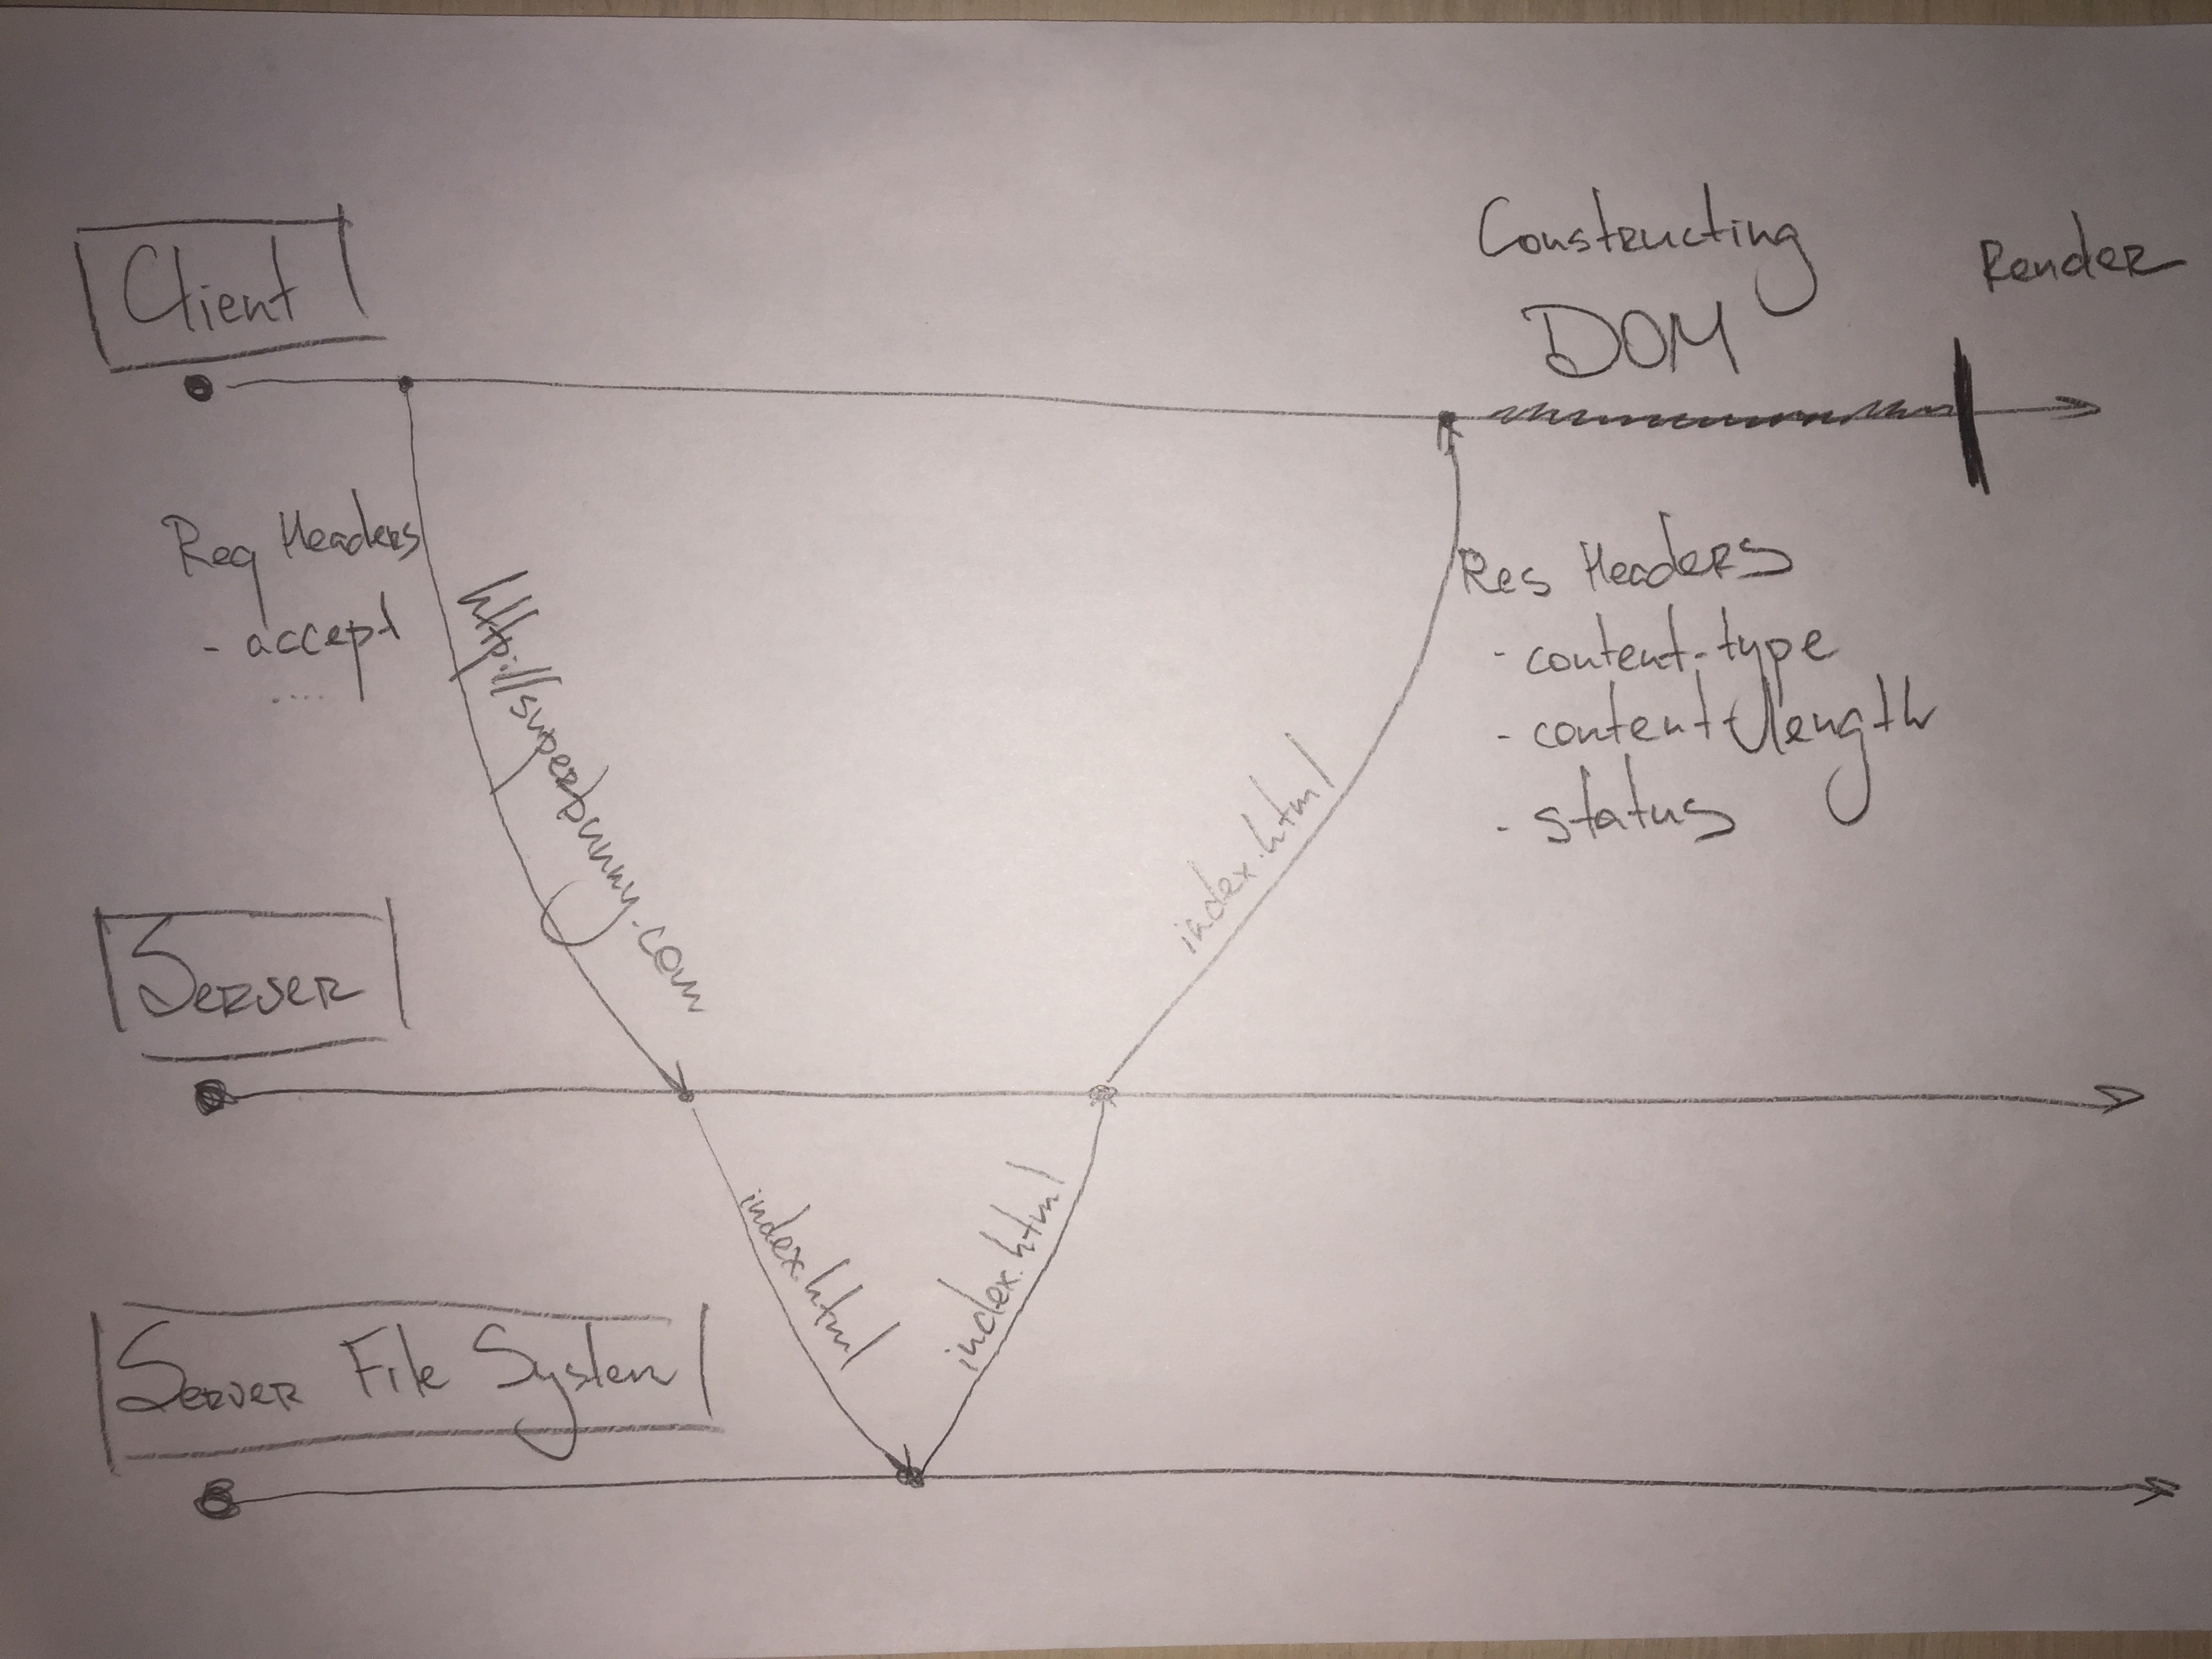 Client
Constructing
DOM
Render
Req Headers
- accept
....
http://superbunny.com
Res Headers
- content-type
- content-length
- status
index.html
Server
index.html
index.html
Server File System